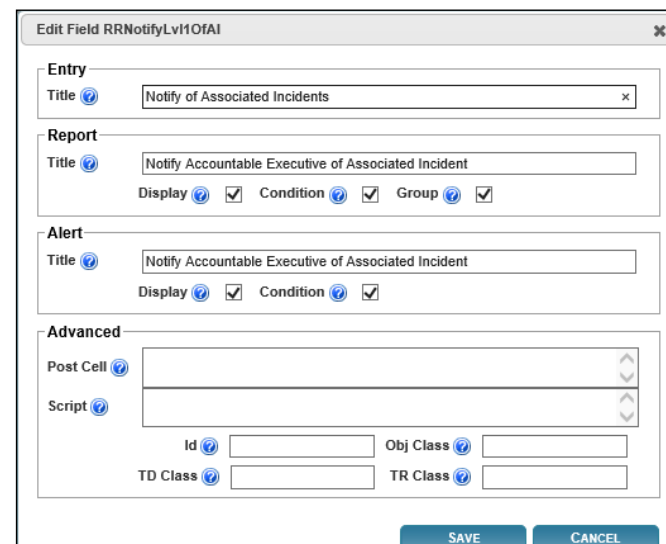 Edit Field RRNotifyLvl1OfAI
Entry
Title Notify of Associated Incidents
Report
Title Notify Accountable Executive of Associated Incident
Display Condition Group
Alert
Title Notify Accountable Executive of Associated Incident
Display Condition
Advanced
Post Cell
Script
Id Obj Class
TD Class TR Class
SAVE CANCEL